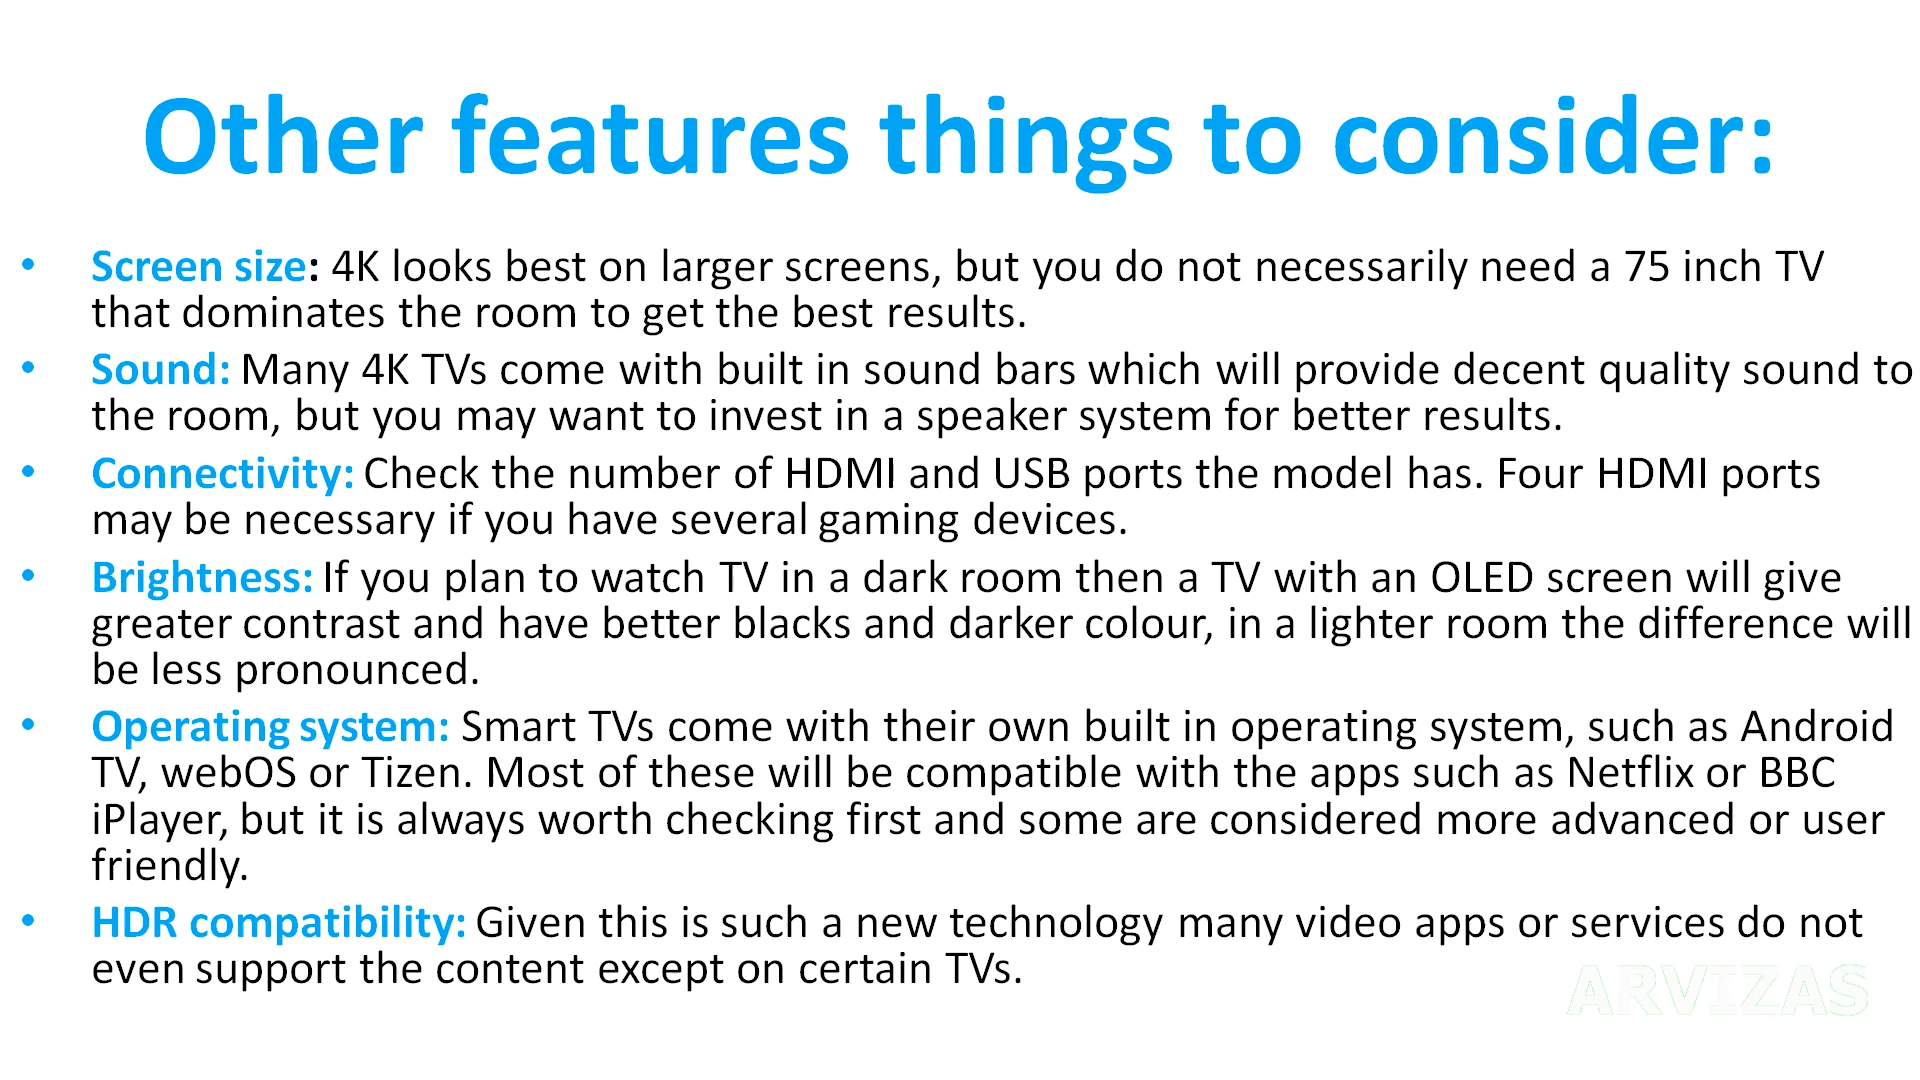 Other features things to consider:
• Screen size: 4K looks best on larger screens, but you do not necessarily need a 75 inch TV
that dominates the room to get the best results.
• Sound: Many 4K TVs come with built in sound bars which will provide decent quality sound to
the room, but you may want to invest in a speaker system for better results.
• Connectivity: Check the number of HDMI and USB ports the model has. Four HDMI ports
may be necessary if you have several gaming devices.
• Brightness: If you plan to watch TV in a dark room then a TV with an OLED screen will give
greater contrast and have better blacks and darker colour, in a lighter room the difference will
be less pronounced.
• Operating system: Smart TVs come with their own built in operating system, such as Android
TV, webOS or Tizen. Most of these will be compatible with the apps such as Netflix or BBC
iPlayer, but it is always worth checking first and some are considered more advanced or user
friendly.
• HDR compatibility: Given this is such a new technology many video apps or services do not
even support the content except on certain TVs.
ARVIZAS